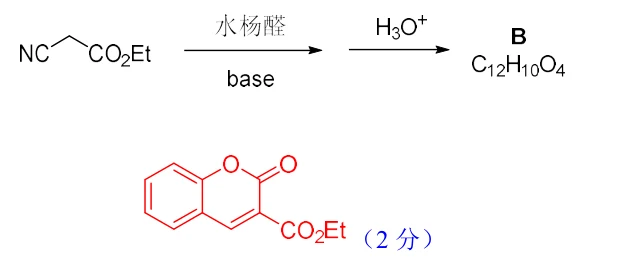 NC CO₂Et 水杨醛 base H₃O⁺ B
C₁₂H₁₀O₄
O O
CO₂Et (2 分)